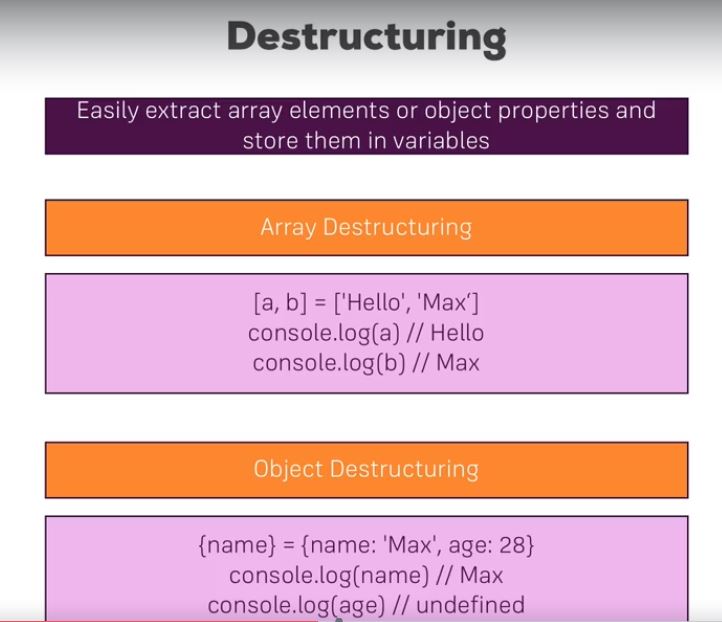 Destructuring
Easily extract array elements or object properties and
store them in variables
Array Destructuring
[a, b] = ['Hello', 'Max‘]
console.log(a) // Hello
console.log(b) // Max
Object Destructuring
{name} = {name: 'Max', age: 28}
console.log(name) // Max
console.log(age) // undefined